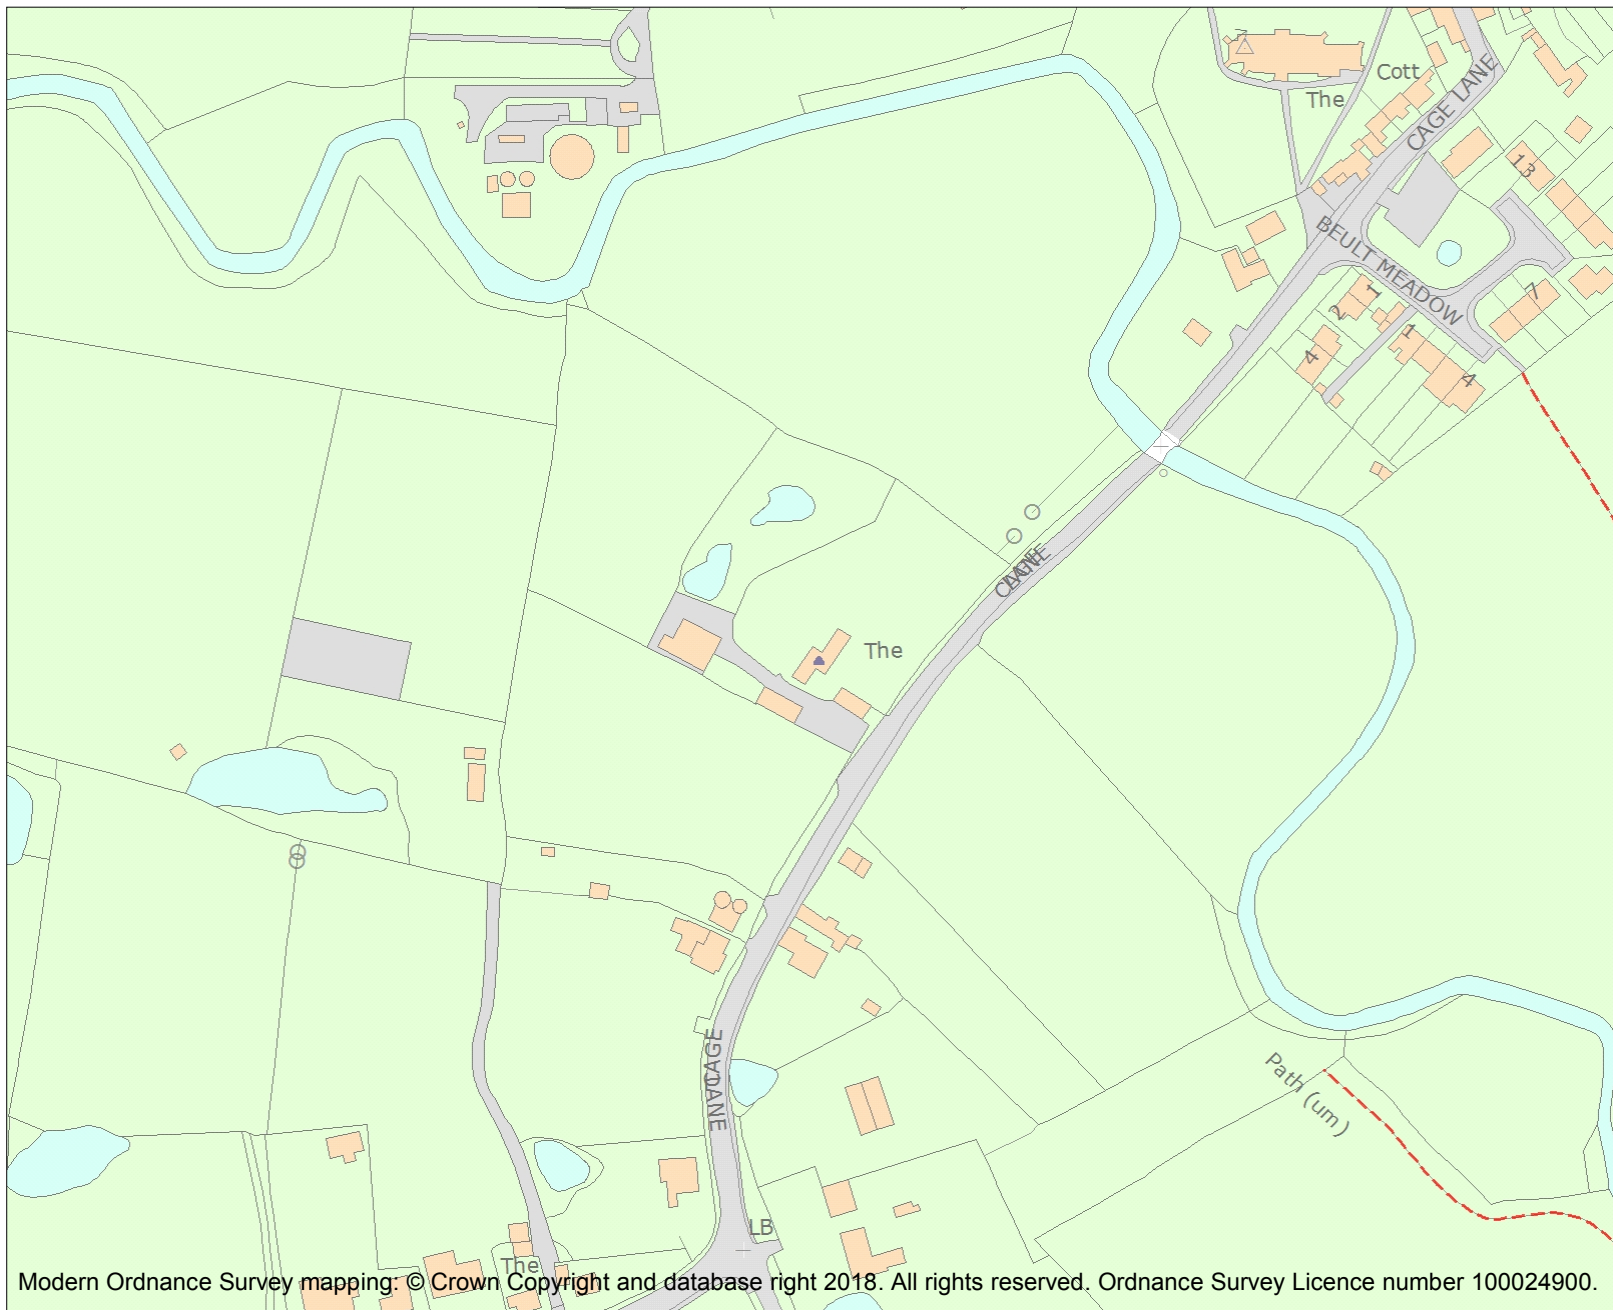 Cott
The
CAGE LANE
13
BEULT MEADOW
7
1
2
1
4
4
LANE
The
CAGE
LANE
Path (um)
LB
The
Modern Ordnance Survey mapping: © Crown Copyright and database right 2018. All rights reserved. Ordnance Survey Licence number 100024900.